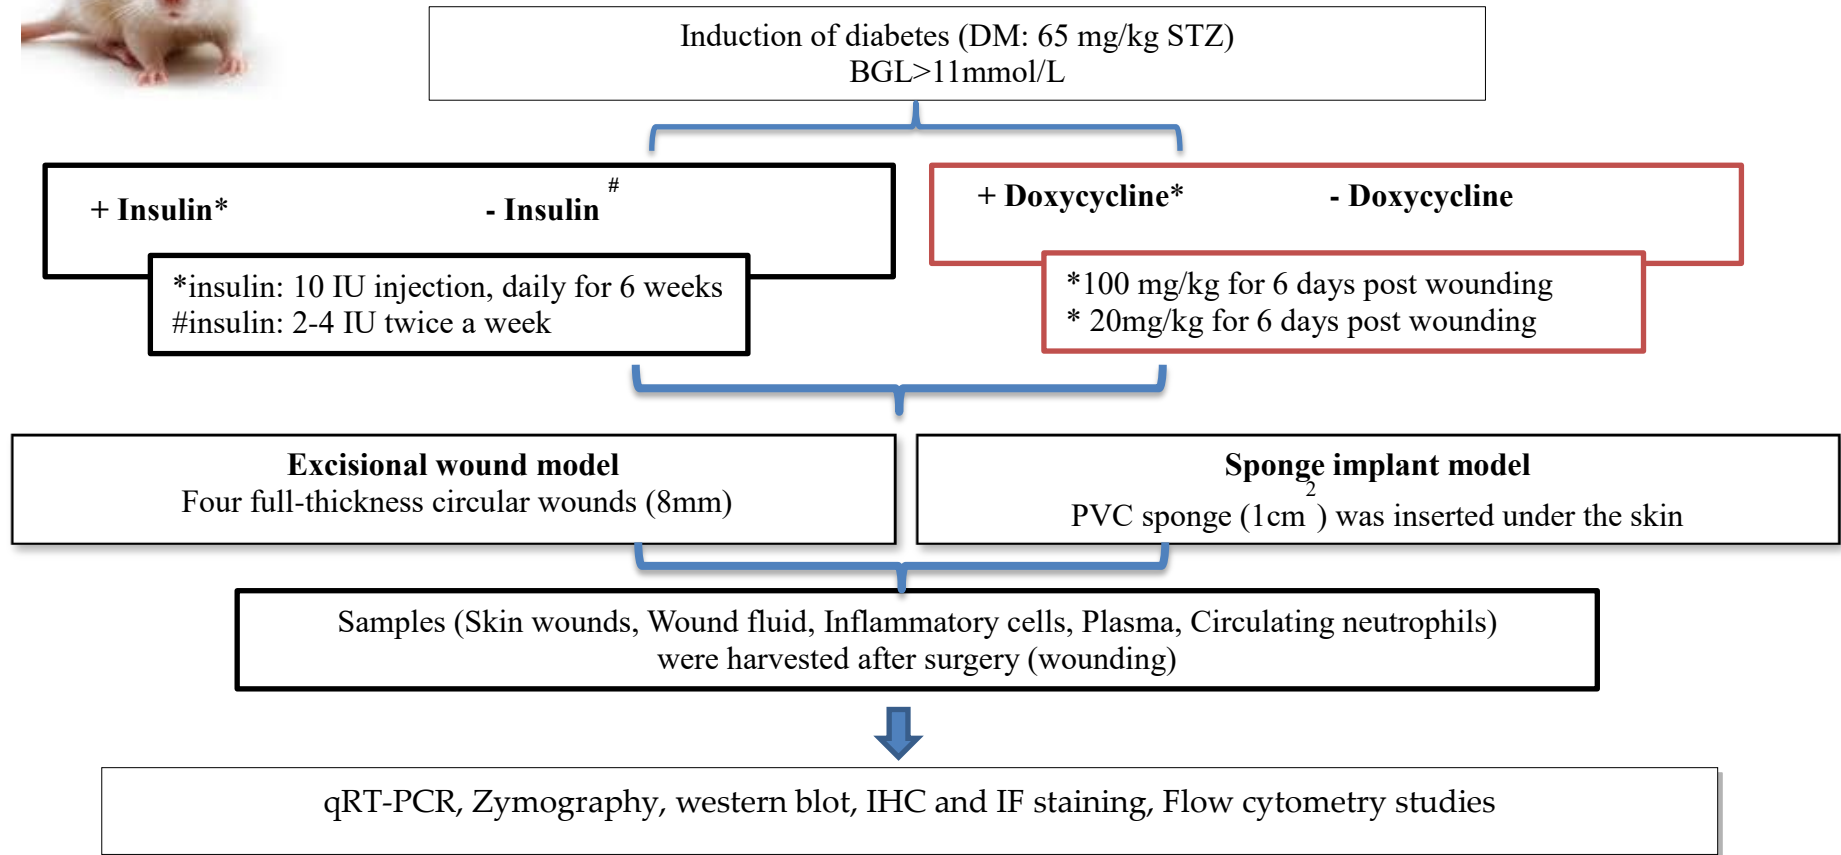 Induction of diabetes (DM: 65 mg/kg STZ)
BGL>11mmol/L
+ Insulin* - Insulin #
+ Doxycycline* - Doxycycline
*insulin: 10 IU injection, daily for 6 weeks
#insulin: 2-4 IU twice a week
*100 mg/kg for 6 days post wounding
* 20mg/kg for 6 days post wounding
Excisional wound model
Four full-thickness circular wounds (8mm)
Sponge implant model
PVC sponge (1cm²) was inserted under the skin
Samples (Skin wounds, Wound fluid, Inflammatory cells, Plasma, Circulating neutrophils)
were harvested after surgery (wounding)
qRT-PCR, Zymography, western blot, IHC and IF staining, Flow cytometry studies